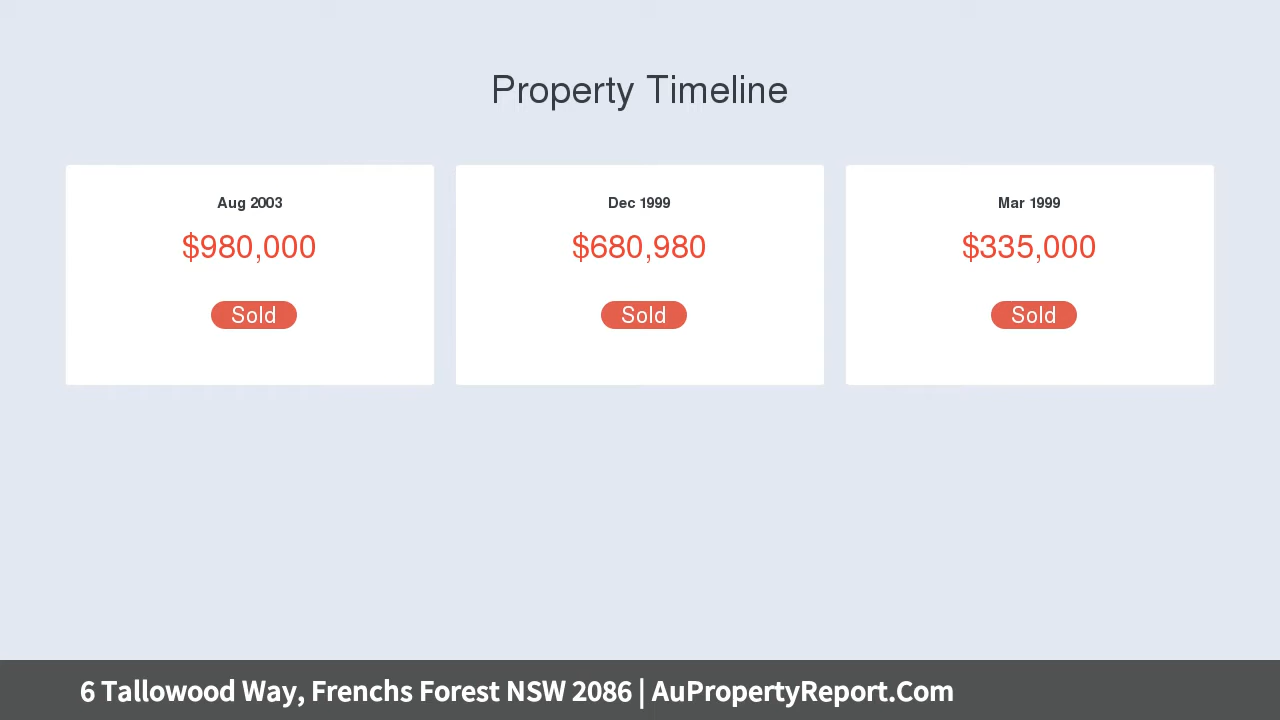 Property Timeline
Aug 2003
$980,000
Sold
Dec 1999
$680,980
Sold
Mar 1999
$335,000
Sold
6 Tallowood Way, Frenchs Forest NSW 2086 | AuPropertyReport.Com